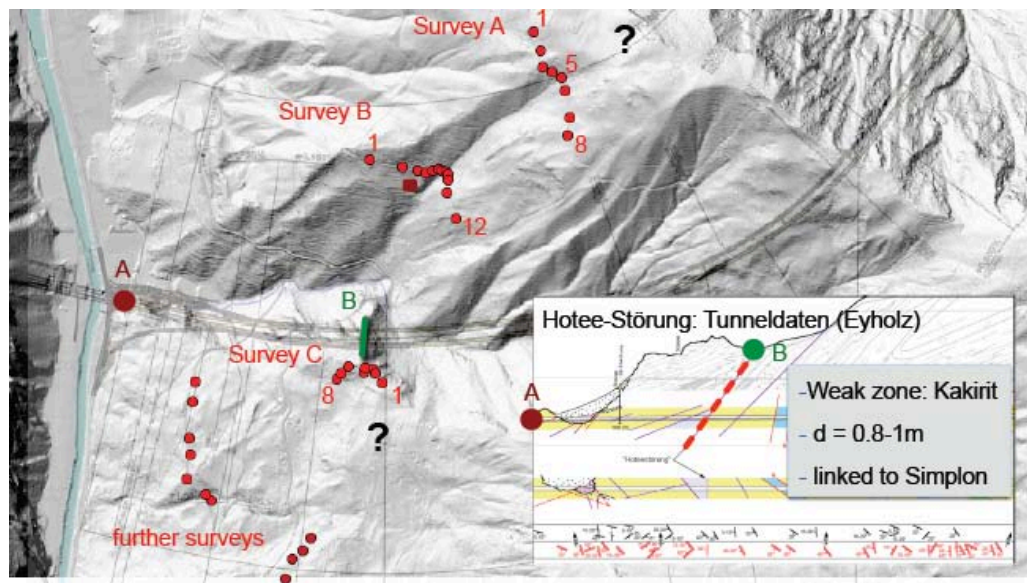 Survey A
1
?
5
Survey B
1
8
12
A
B
Survey C
8
1
?
further surveys
Hotee-Störung: Tunneldaten (Eyholz)
B
A
-Weak zone: Kakirit
- d = 0.8-1m
- linked to Simplon
"Hoteestörung"